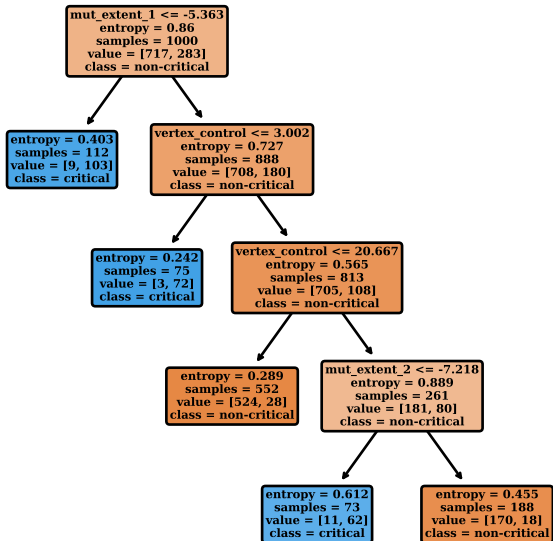 mut_extent_1 <= -5.363
entropy = 0.86
samples = 1000
value = [717, 283]
class = non-critical
entropy = 0.403
samples = 112
value = [9, 103]
class = critical
vertex_control <= 3.002
entropy = 0.727
samples = 888
value = [708, 180]
class = non-critical
entropy = 0.242
samples = 75
value = [3, 72]
class = critical
vertex_control <= 20.667
entropy = 0.565
samples = 813
value = [705, 108]
class = non-critical
entropy = 0.289
samples = 552
value = [524, 28]
class = non-critical
mut_extent_2 <= -7.218
entropy = 0.889
samples = 261
value = [181, 80]
class = non-critical
entropy = 0.612
samples = 73
value = [11, 62]
class = critical
entropy = 0.455
samples = 188
value = [170, 18]
class = non-critical